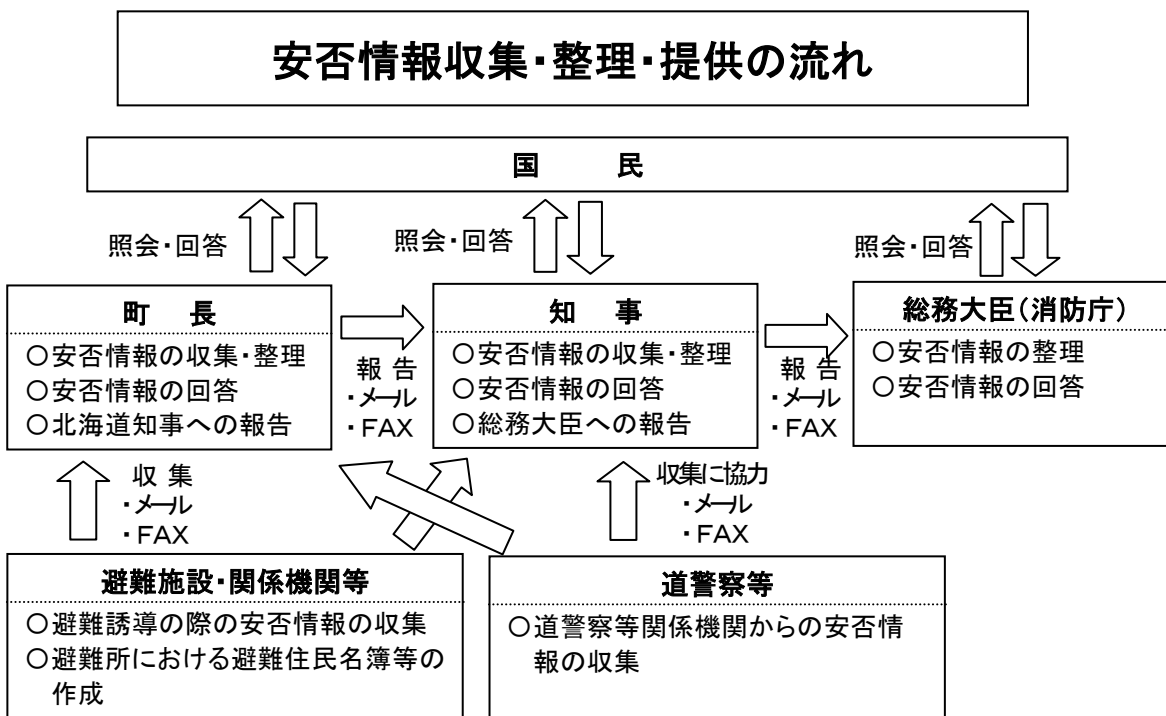 安否情報収集・整理・提供の流れ
国　　民
照会・回答
照会・回答
照会・回答
町　長
○安否情報の収集・整理
○安否情報の回答
○北海道知事への報告
報 告
・メール
・FAX
知　事
○安否情報の収集・整理
○安否情報の回答
○総務大臣への報告
報 告
・メール
・FAX
総務大臣(消防庁)
○安否情報の整理
○安否情報の回答
収 集
・メール
・FAX
収集に協力
・メール
・FAX
避難施設・関係機関等
○避難誘導の際の安否情報の収集
○避難所における避難住民名簿等の
作成
道警察等
○道警察等関係機関からの安否情
報の収集